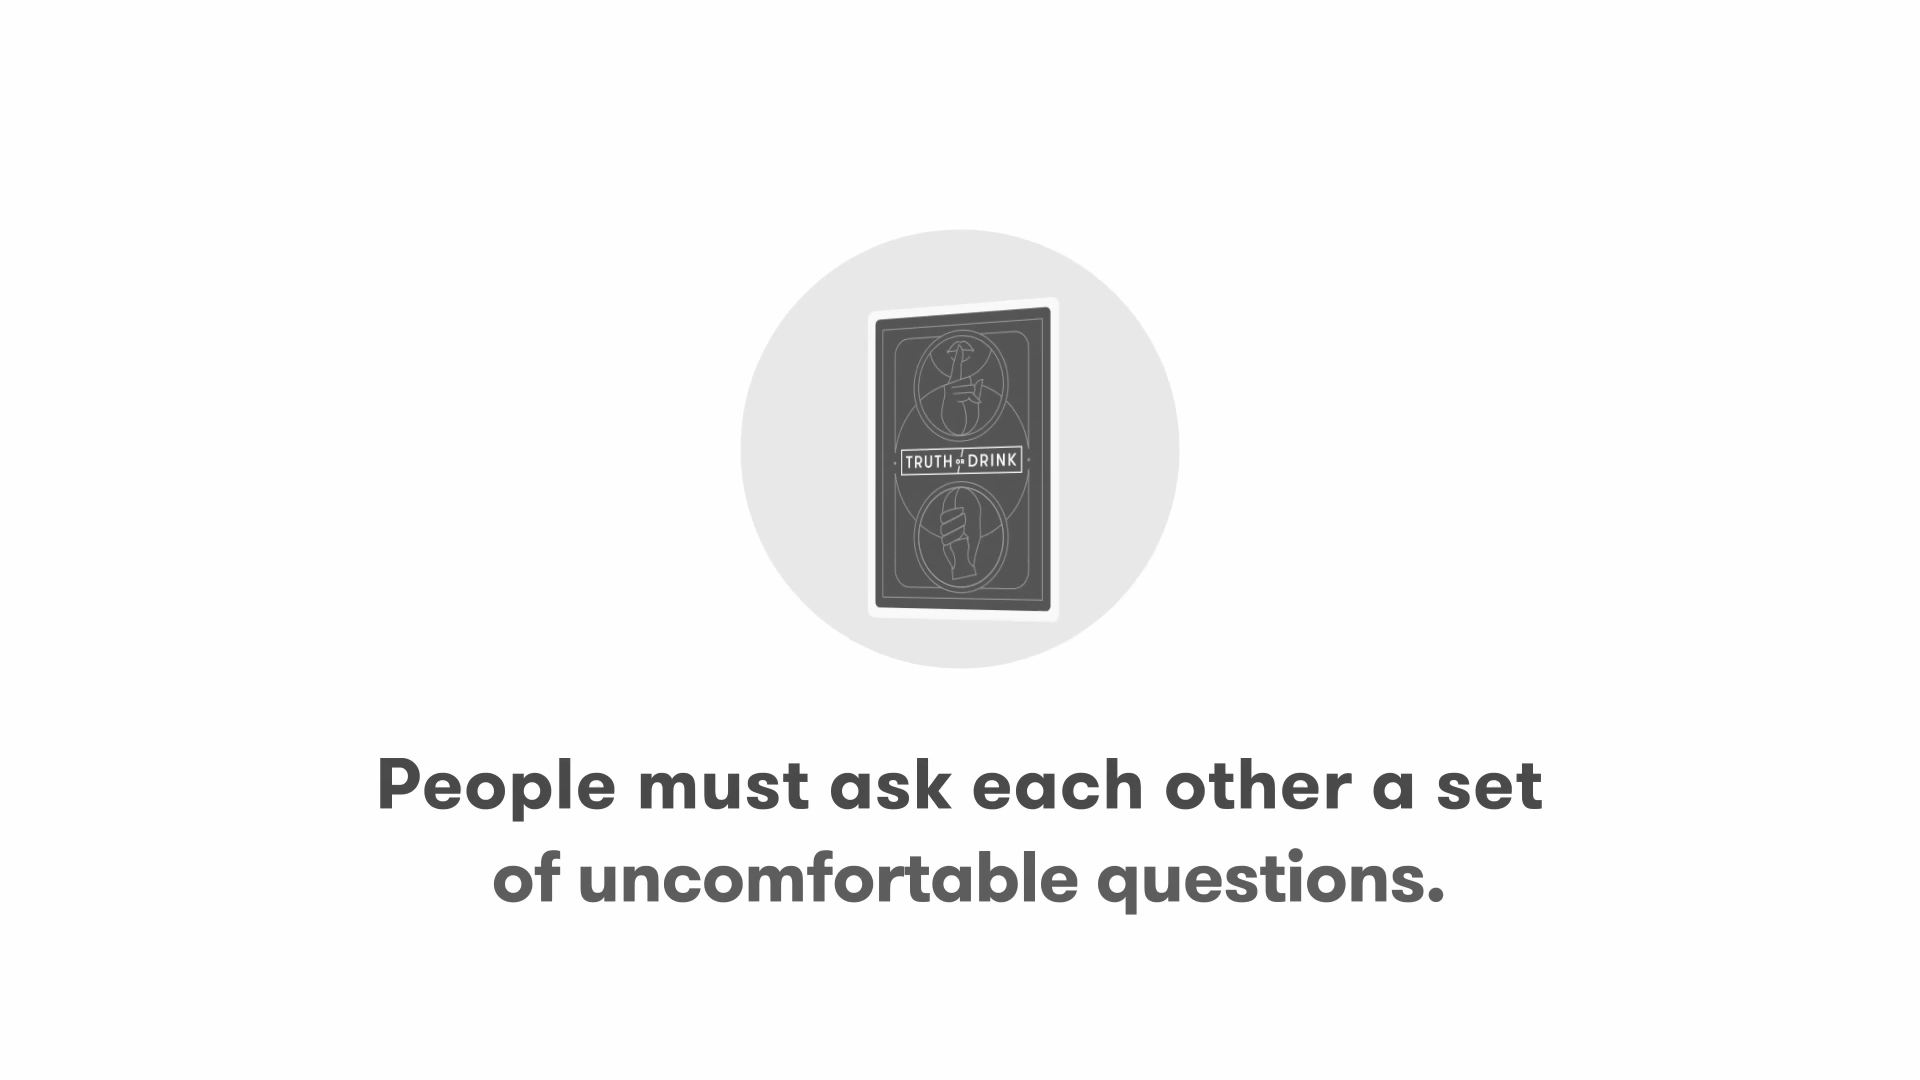 TRUTH OR DRINK
People must ask each other a set
of uncomfortable questions.